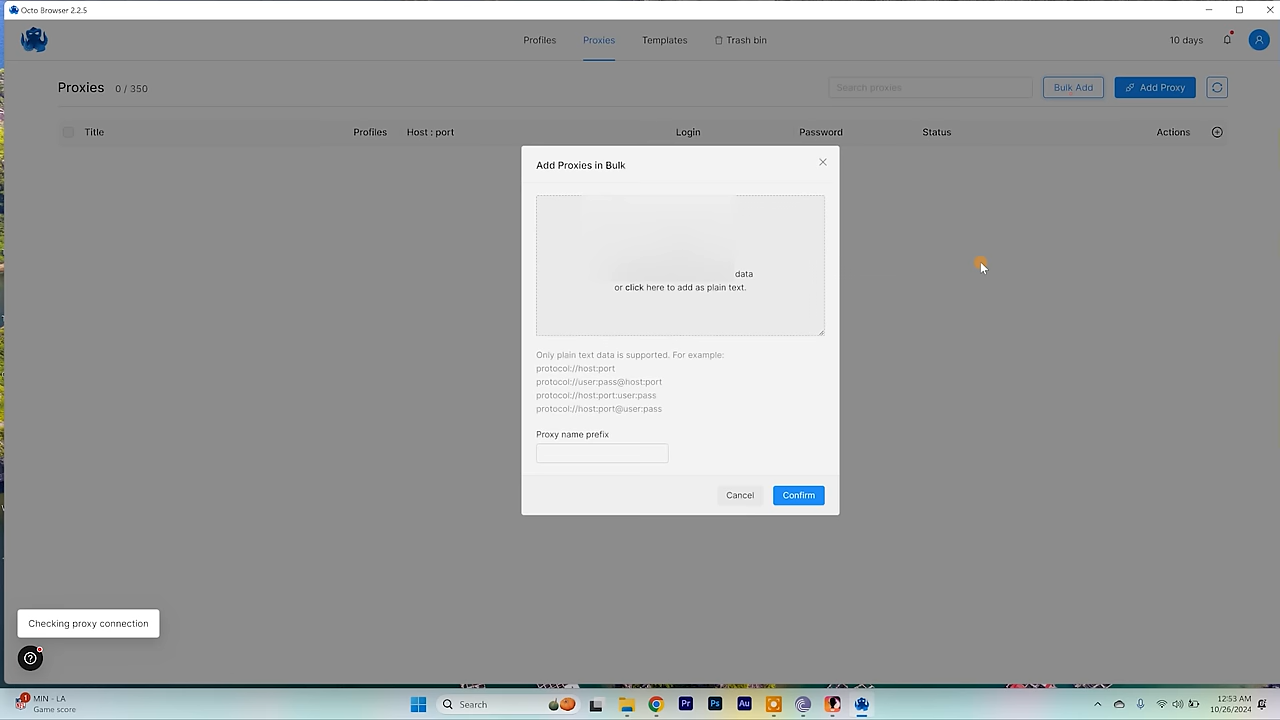 Octo Browser 2.2.5
Profiles
Proxies
Templates
Trash bin
10 days
Proxies 0 / 350
Search proxies
Bulk Add
Add Proxy
Title
Profiles
Host : port
Login
Password
Status
Actions
Add Proxies in Bulk
data
or click here to add as plain text.
Only plain text data is supported. For example:
protocol://host:port
protocol://user:pass@host:port
protocol://host:port:user:pass
protocol://host:port@user:pass
Proxy name prefix
Cancel
Confirm
Checking proxy connection
1
MIN - LA
Game score
Search
Pr
Ps
Au
12:53 AM
10/26/2024